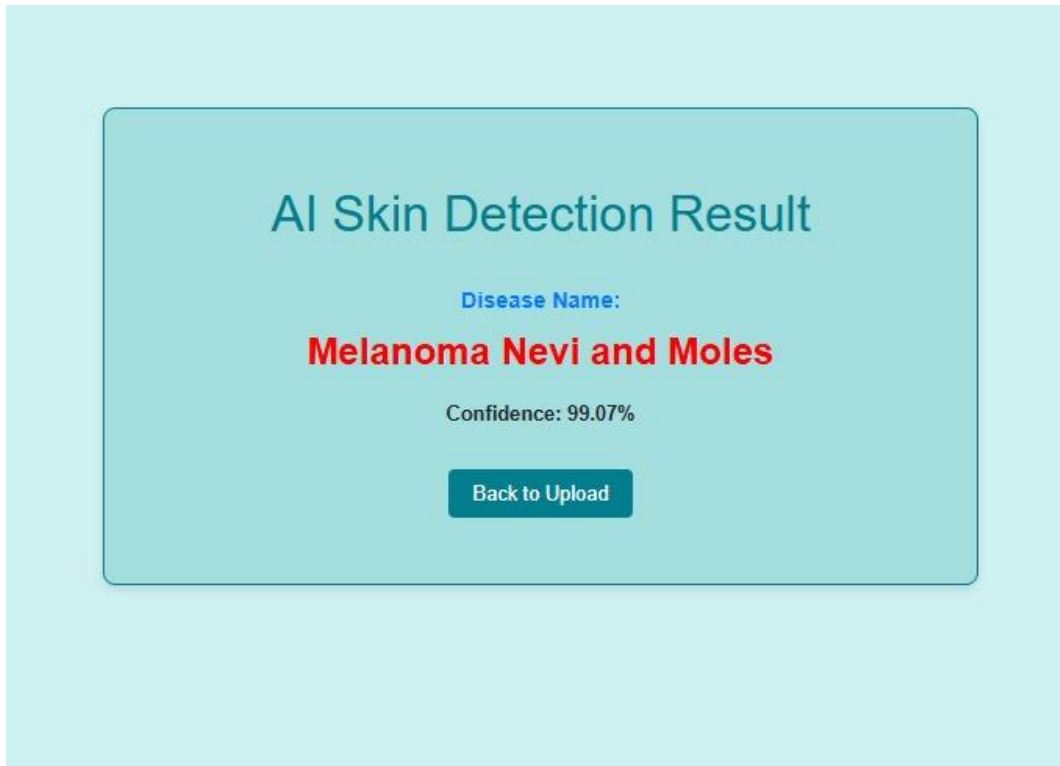 AI Skin Detection Result
Disease Name:
Melanoma Nevi and Moles
Confidence: 99.07%
Back to Upload